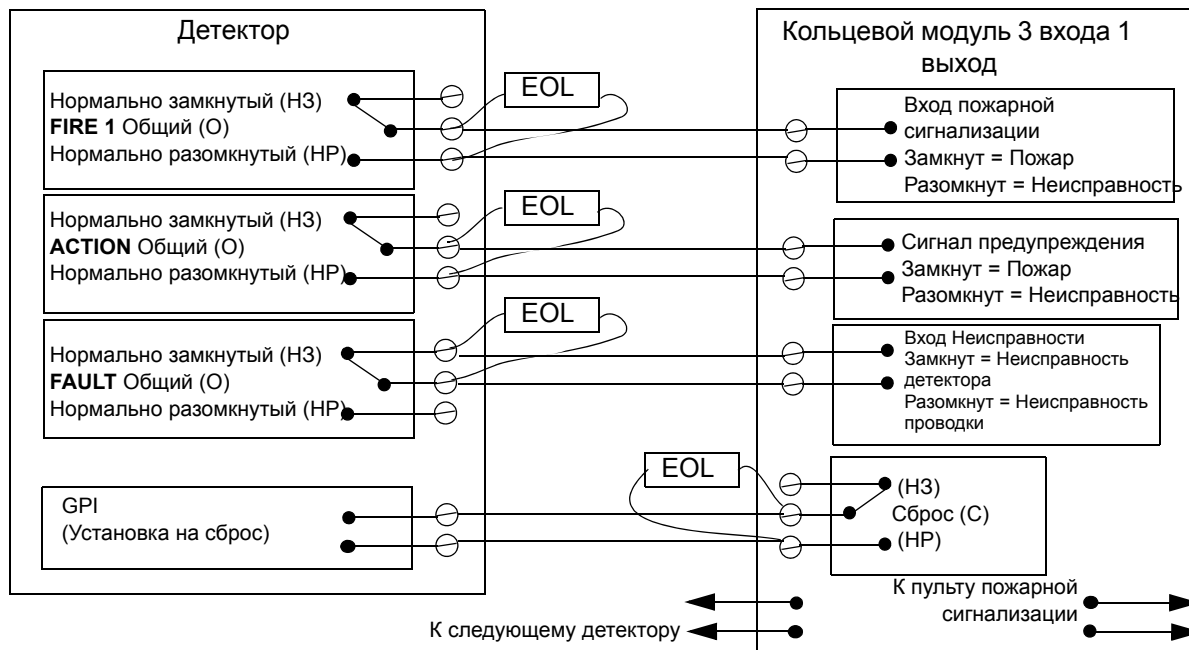 Детектор
Нормально замкнутый (НЗ)
FIRE 1 Общий (О)
Нормально разомкнутый (НР)
EOL
Нормально замкнутый (НЗ)
ACTION Общий (О)
Нормально разомкнутый (НР)
EOL
Нормально замкнутый (НЗ)
FAULT Общий (О)
Нормально разомкнутый (НР)
EOL
GPI
(Установка на сброс)
EOL
Кольцевой модуль 3 входа 1
выход
Вход пожарной
сигнализации
Замкнут = Пожар
Разомкнут = Неисправность
Сигнал предупреждения
Замкнут = Пожар
Разомкнут = Неисправность
Вход Неисправности
Замкнут = Неисправность
детектора
Разомкнут = Неисправность
проводки
(НЗ)
Сброс (С)
(НР)
К следующему детектору
К пульту пожарной
сигнализации